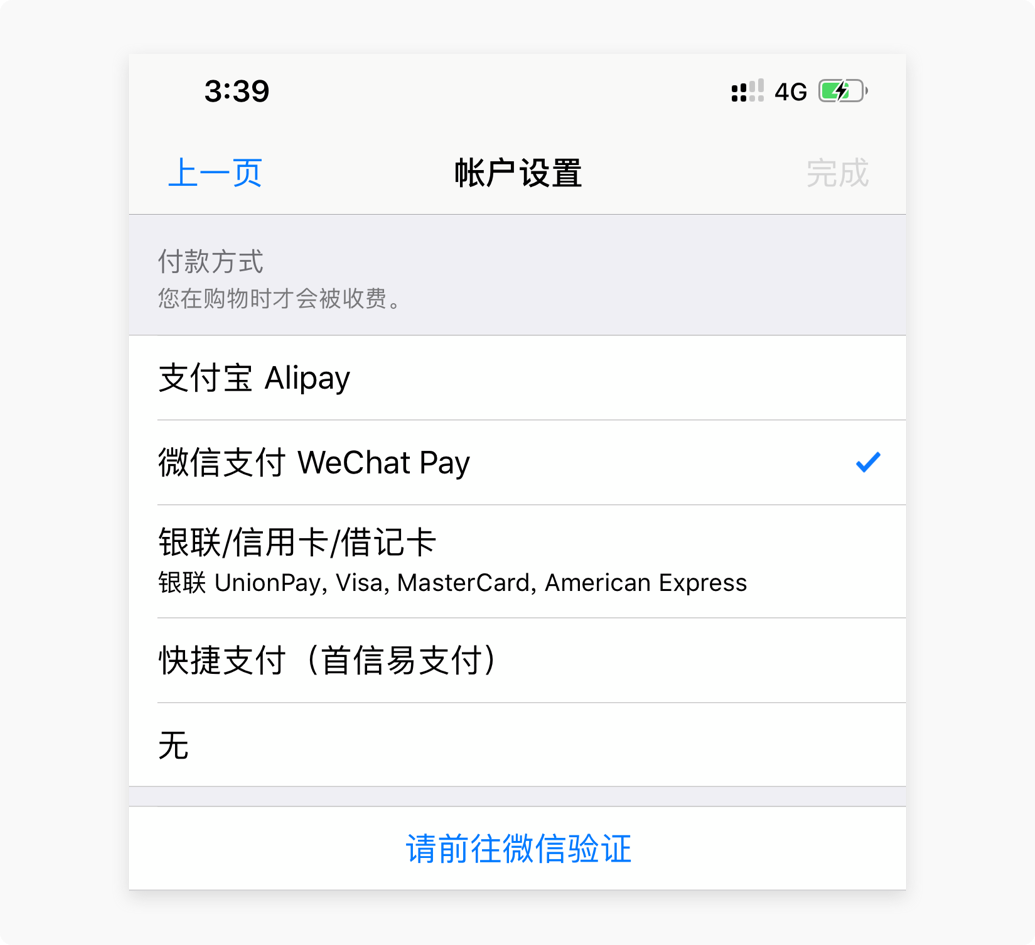 3:39
4G
上一页
帐户设置
完成
付款方式
您在购物时才会被收费。
支付宝 Alipay
微信支付 WeChat Pay
银联/信用卡/借记卡
银联 UnionPay, Visa, MasterCard, American Express
快捷支付（首信易支付）
无
请前往微信验证